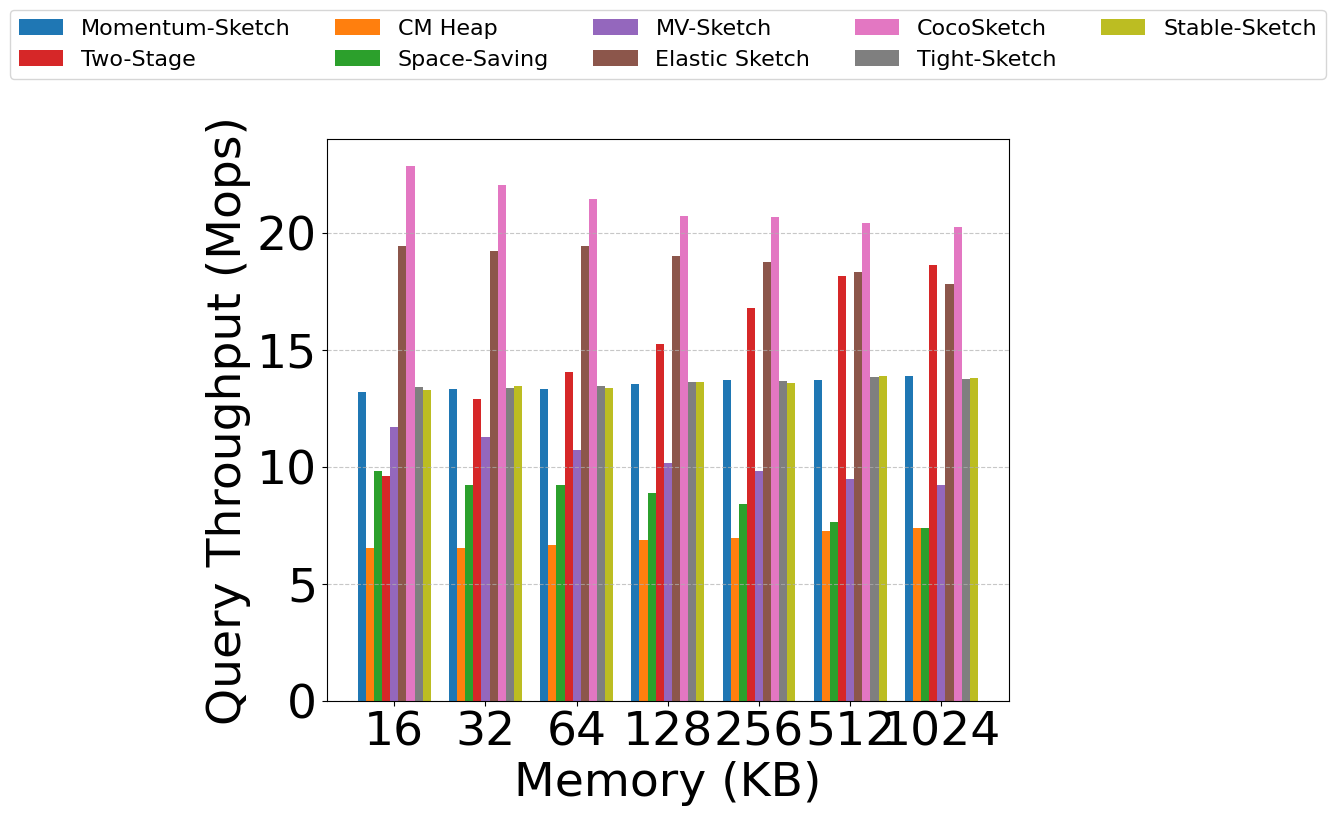 Momentum-Sketch CM Heap MV-Sketch CocoSketch Stable-Sketch
Two-Stage Space-Saving Elastic Sketch Tight-Sketch
Query Throughput (Mops)
20
15
10
5
0
16 32 64 128 256 512 1024
Memory (KB)